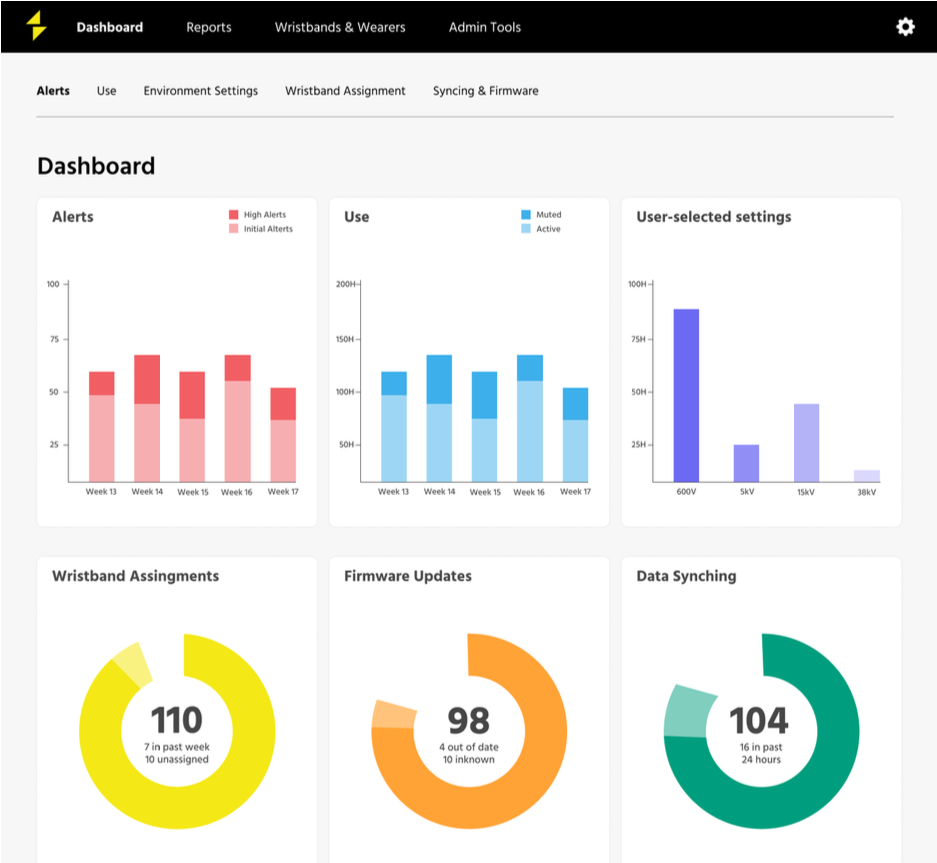 Dashboard
Reports
Wristbands & Wearers
Admin Tools
Alerts
Use
Environment Settings
Wristband Assignment
Syncing & Firmware
Dashboard
Alerts
High Alerts
Initial Alterts
100
75
50
25
Week 13
Week 14
Week 15
Week 16
Week 17
Use
Muted
Active
200H
150H
100H
50H
Week 13
Week 14
Week 15
Week 16
Week 17
User-selected settings
100H
75H
50H
25H
600V
5kV
15kV
38kV
Wristband Assingments
110
7 in past week
10 unassigned
Firmware Updates
98
4 out of date
10 inknown
Data Synching
104
16 in past
24 hours